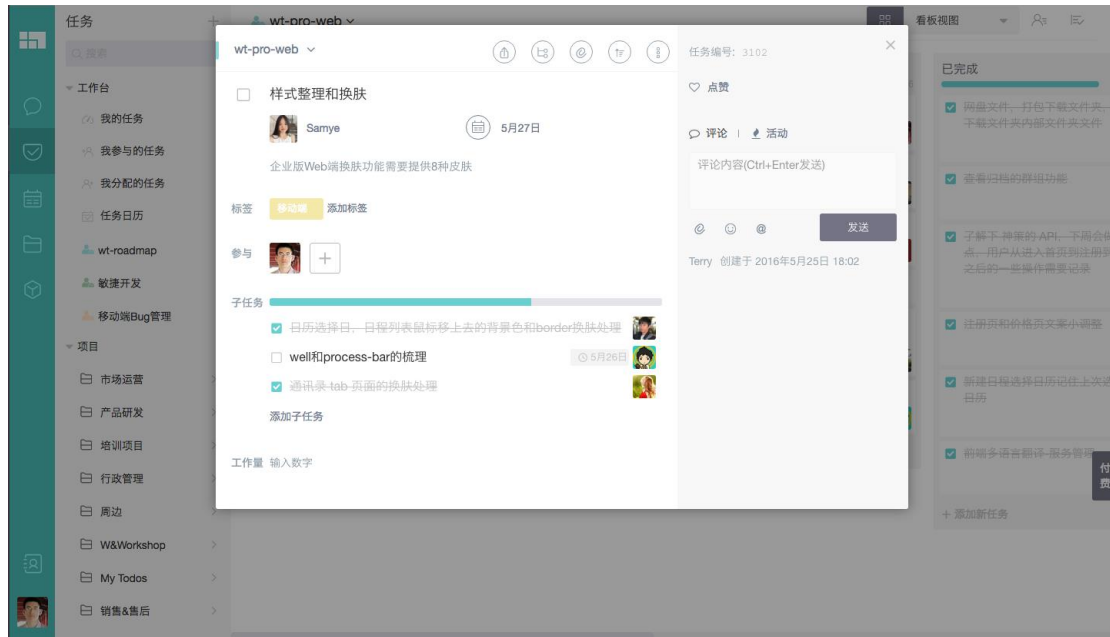 任务
wt-pro-web
看板视图
搜索
工作台
我的任务
我参与的任务
我分配的任务
任务日历
wt-roadmap
敏捷开发
移动端Bug管理
项目
市场运营
产品研发
培训项目
行政管理
周边
W&Workshop
My Todos
销售&售后
wt-pro-web
样式整理和换肤
Samye
5月27日
企业版Web端换肤功能需要提供8种皮肤
标签
移动端
添加标签
参与
子任务
日历选择日，日程列表鼠标移上去的背景色和border换肤处理
well和process-bar的梳理
5月26日
通讯录 tab 页面的换肤处理
添加子任务
工作量 输入数字
任务编号: 3102
点赞
评论
活动
评论内容(Ctrl+Enter发送)
@
发送
Terry 创建于 2016年5月25日 18:02
已完成
网盘文件，打包下载文件夹，
下载文件夹内部文件夹文件
查看归档的群组功能
了解下 神策的 API，下周会
点，用户从进入首页到注册
之后的一些操作需要记录
注册页和价格页文案小调整
新建日程选择日历记住上次
日历
前端多语言翻译-服务管理
付
费
+ 添加新任务